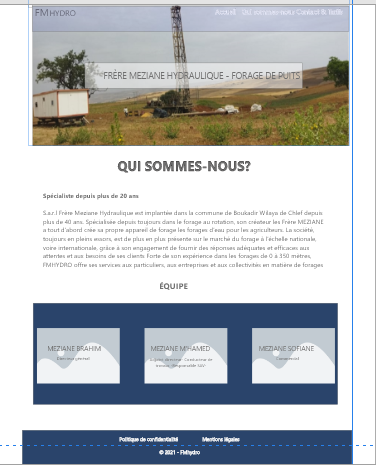 FMHYDRO
Accueil Qui sommes-nous? Contact &
FRÈRE MEZIANE HYDRAULIQUE - FORAGE DE PUITS
QUI SOMMES-NOUS?
Spécialiste depuis plus de 20 ans
S.a.r.l Frère Meziane Hydraulique est implantée dans la commune de Boukadir Wilaya de Chlef depuis
plus de 40 ans. Spécialisée depuis toujours dans le forage au rotation, son créateur les Frère MEZIANE
a tout d'abord crée sa propre appareil de forage les forages d'eau pour les agriculteurs. La société,
toujours en pleins essors, est de plus en plus présente sur le marché du forage à l'échelle nationale,
voire internationale, grâce à son engagement de fournir des réponses adéquates et efficaces aux
attentes et aux besoins de ses clients. Forte de son expérience dans les forages de 0 à 350 mètres,
FMHYDRO offre ses services aux particuliers, aux entreprises et aux collectivités en matière de forages
ÉQUIPE
MEZIANE BRAHIM
Directeur général
MEZIANE M'HAMED
MEZIANE SOFIANE
Commercial
Politique de confidentialité Mentions légales
© 2021 - FMhydro